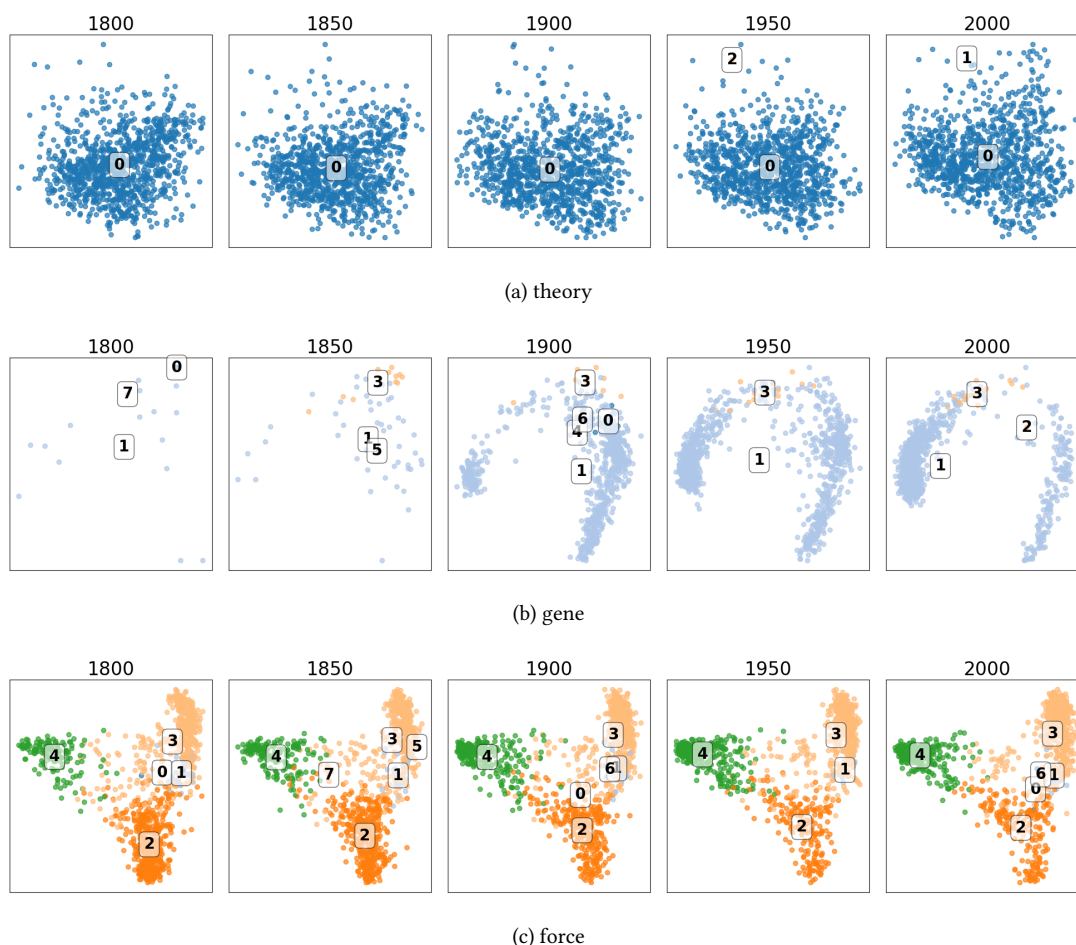 1800 1850 1900 1950 2000
2 1
0 0 0 0 0
(a) theory
1800 1850 1900 1950 2000
0
7 3 3 3 3
6 0 2
1 1 4
5 1 1 1
(b) gene
1800 1850 1900 1950 2000
3 3 5 3 3 3
4 4 4 4 4
0 1 7 1 6 1 1 6 1
0 0
2 2 2 2 2
(c) force